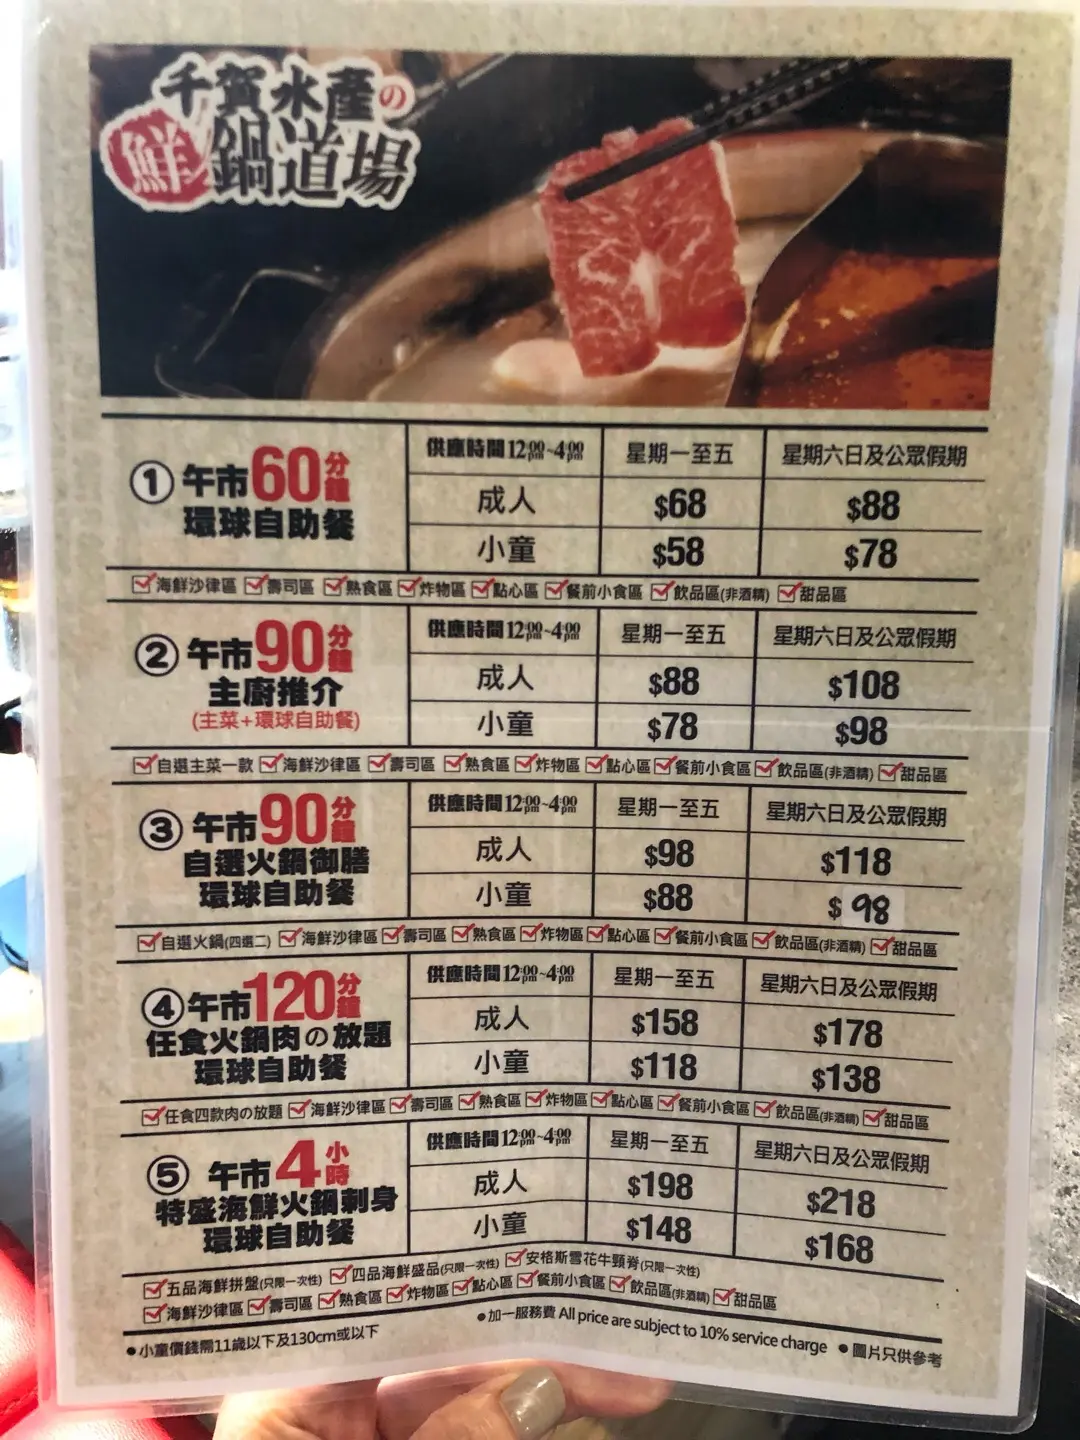 千賀水產の
鮮鍋道場
① 午市60分鐘
環球自助餐
供應時間12:00pm~4:00pm 星期一至五 星期六日及公眾假期
成人 $68 $88
小童 $58 $78
海鮮沙律區 壽司區 熟食區 炸物區 點心區 餐前小食區 飲品區(非酒精) 甜品區
② 午市90分鐘
主廚推介
(主菜+環球自助餐)
供應時間12:00pm~4:00pm 星期一至五 星期六日及公眾假期
成人 $88 $108
小童 $78 $98
自選主菜一款 海鮮沙律區 壽司區 熟食區 炸物區 點心區 餐前小食區 飲品區(非酒精) 甜品區
③ 午市90分鐘
自選火鍋御膳
環球自助餐
供應時間12:00pm~4:00pm 星期一至五 星期六日及公眾假期
成人 $98 $118
小童 $88 $98
自選火鍋(四選二) 海鮮沙律區 壽司區 熟食區 炸物區 點心區 餐前小食區 飲品區(非酒精) 甜品區
④ 午市120分鐘
任食火鍋肉の放題
環球自助餐
供應時間12:00pm~4:00pm 星期一至五 星期六日及公眾假期
成人 $158 $178
小童 $118 $138
任食四款肉の放題 海鮮沙律區 壽司區 熟食區 炸物區 點心區 餐前小食區 飲品區(非酒精) 甜品區
⑤ 午市4小時
特盛海鮮火鍋刺身
環球自助餐
供應時間12:00pm~4:00pm 星期一至五 星期六日及公眾假期
成人 $198 $218
小童 $148 $168
五品海鮮拼盤(只限一次性) 四品海鮮盛品(只限一次性) 安格斯雪花牛頸脊(只限一次性)
海鮮沙律區 壽司區 熟食區 炸物區 點心區 餐前小食區 飲品區(非酒精) 甜品區
●小童價錢需11歲以下及130cm或以下 ●加一服務費 All price are subject to 10% service charge ●圖片只供參考